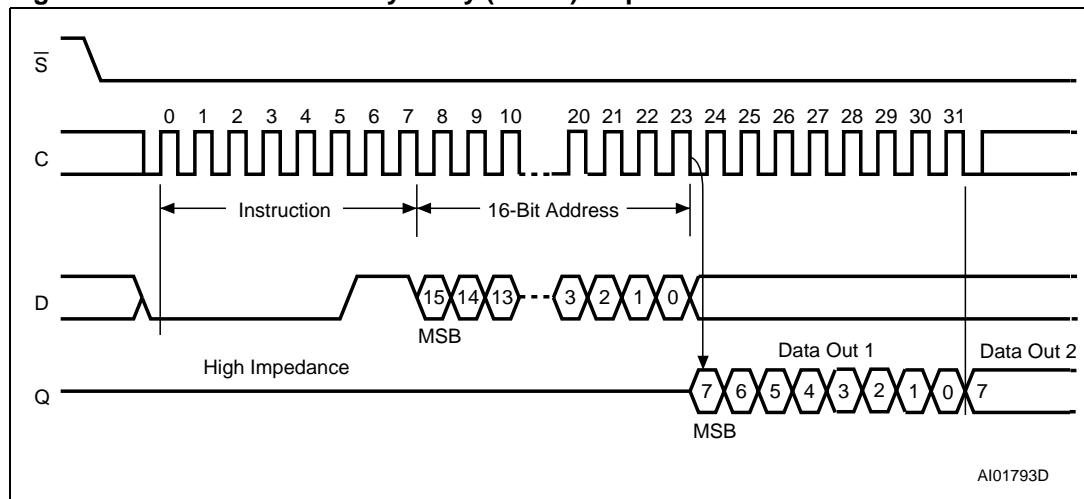 S
0 1 2 3 4 5 6 7 8 9 10 20 21 22 23 24 25 26 27 28 29 30 31
C
Instruction 16-Bit Address
D
15 14 13 3 2 1 0
MSB
High Impedance Data Out 1 Data Out 2
Q
7 6 5 4 3 2 1 0 7
MSB
AI01793D